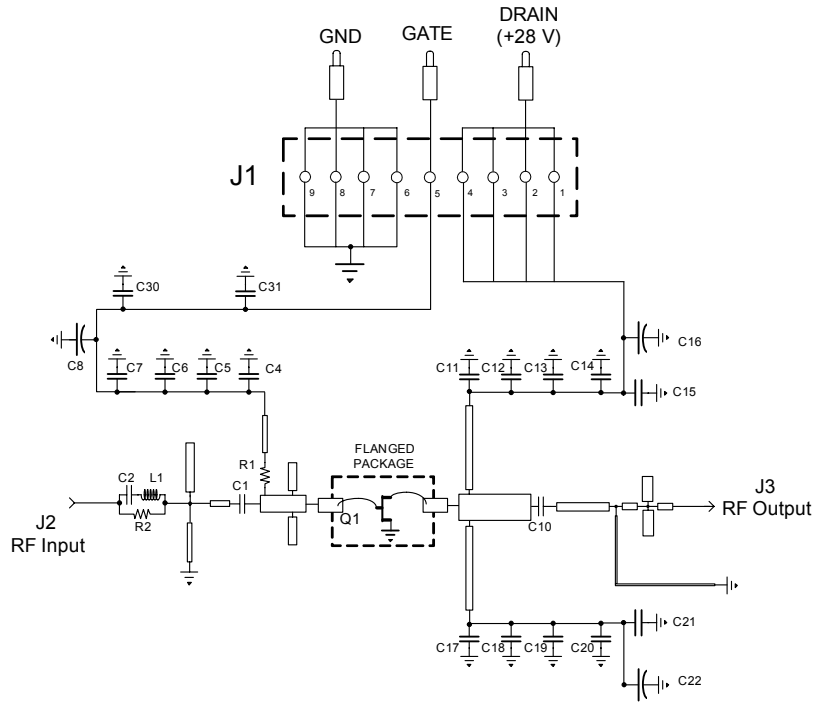 GND
GATE
DRAIN
(+28 V)
J1
9
8
7
6
5
4
3
2
1
C30
C31
C8
C7
C6
C5
C4
C16
C11
C12
C13
C14
C15
R1
FLANGED
PACKAGE
C2
L1
C1
R2
J2
RF Input
Q1
C10
J3
RF Output
C17
C18
C19
C20
C21
C22